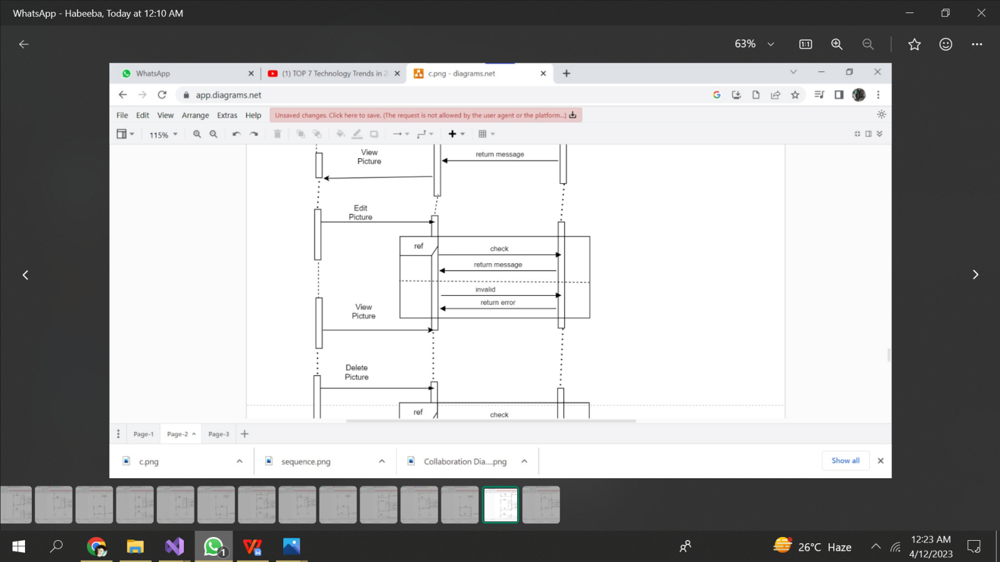 WhatsApp - Habeeba, Today at 12:10 AM
63%
1:1
WhatsApp
(1) TOP 7 Technology Trends in 2
c.png - diagrams.net
app.diagrams.net
File Edit View Arrange Extras Help
Unsaved changes. Click here to save. (The request is not allowed by the user agent or the platform...)
115%
View
Picture
return message
Edit
Picture
ref
check
return message
invalid
return error
View
Picture
Delete
Picture
ref
check
Page-1 Page-2 Page-3
c.png
sequence.png
Collaboration Dia....png
Show all
1
26°C Haze
12:23 AM
4/12/2023